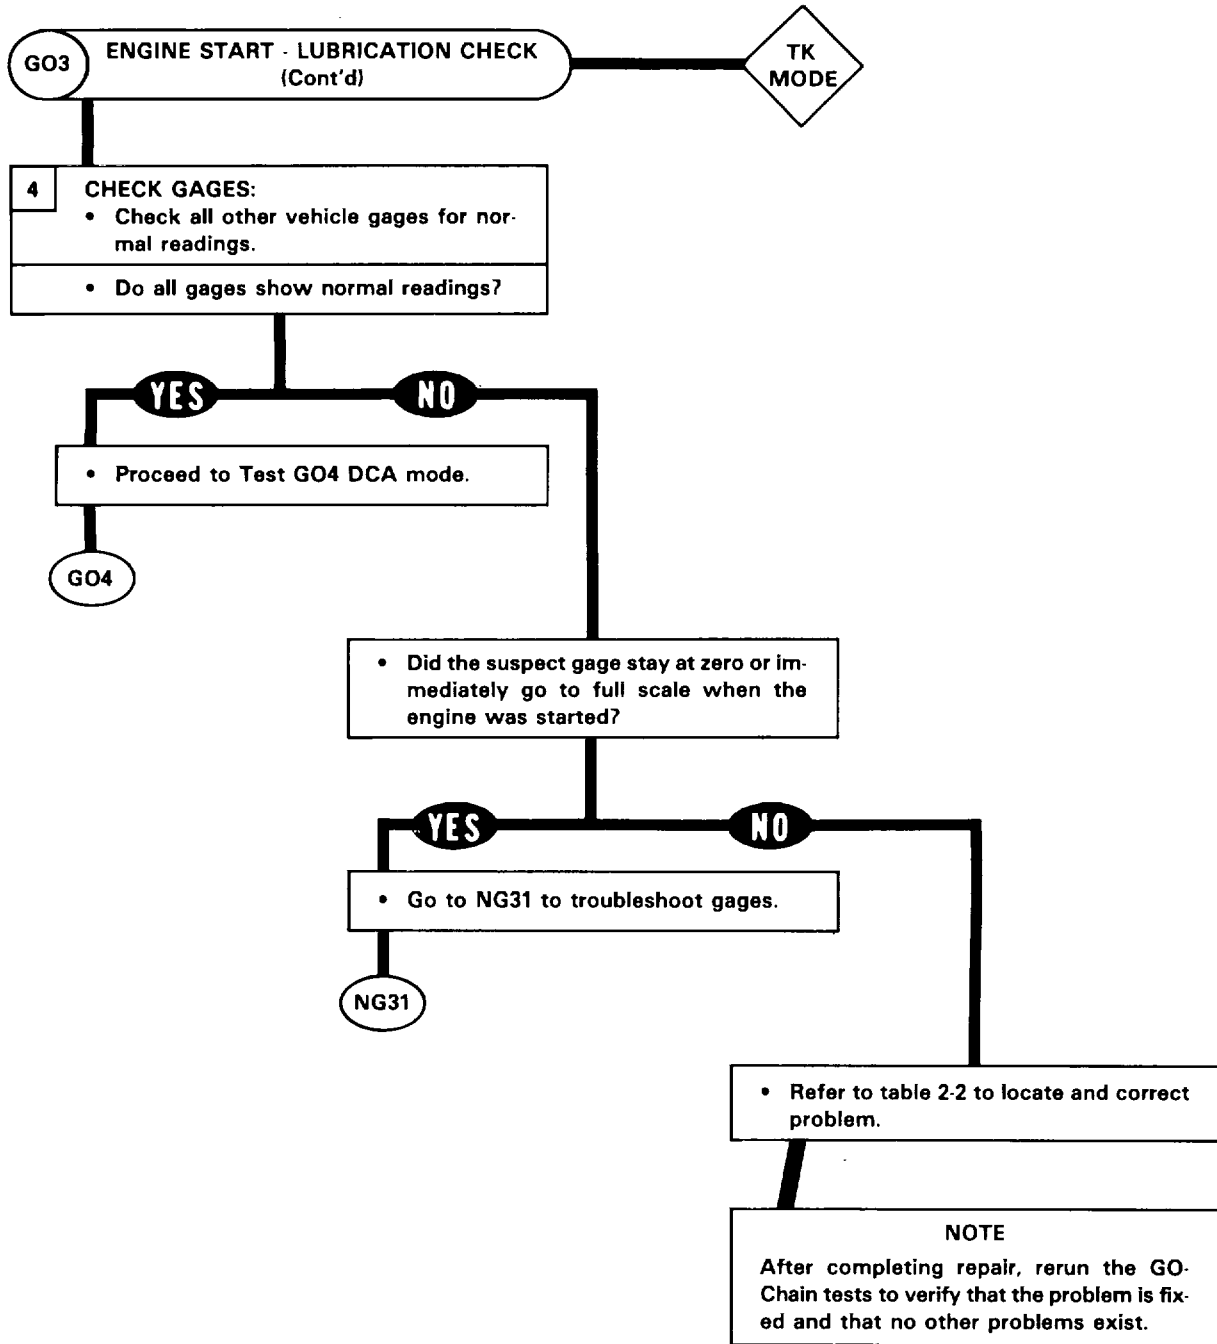 GO3
ENGINE START - LUBRICATION CHECK
(Cont'd)
TK
MODE
4
CHECK GAGES:
• Check all other vehicle gages for nor-
mal readings.
• Do all gages show normal readings?
YES
NO
• Proceed to Test GO4 DCA mode.
GO4
• Did the suspect gage stay at zero or im-
mediately go to full scale when the
engine was started?
YES
NO
• Go to NG31 to troubleshoot gages.
NG31
• Refer to table 2-2 to locate and correct
problem.
NOTE
After completing repair, rerun the GO-
Chain tests to verify that the problem is fix-
ed and that no other problems exist.